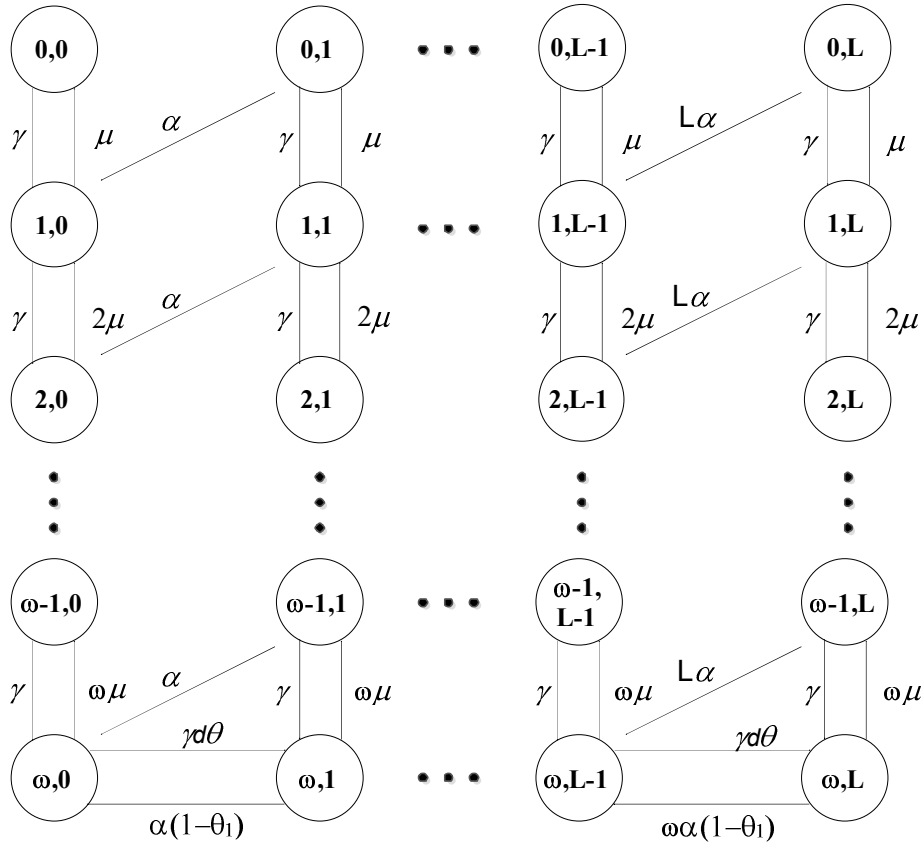 0,0 0,1 0,L-1 0,L
γ μ α γ μ γ μ Lα γ μ
1,0 1,1 1,L-1 1,L
γ 2μ α γ 2μ γ 2μ Lα γ 2μ
2,0 2,1 2,L-1 2,L
ω-1,0 ω-1,1 ω-1, L-1 ω-1,L
γ ωμ α γ ωμ γ ωμ Lα γ ωμ
γdθ γdθ
ω,0 ω,1 ω,L-1 ω,L
α(1−θ₁) ωα(1−θ₁)